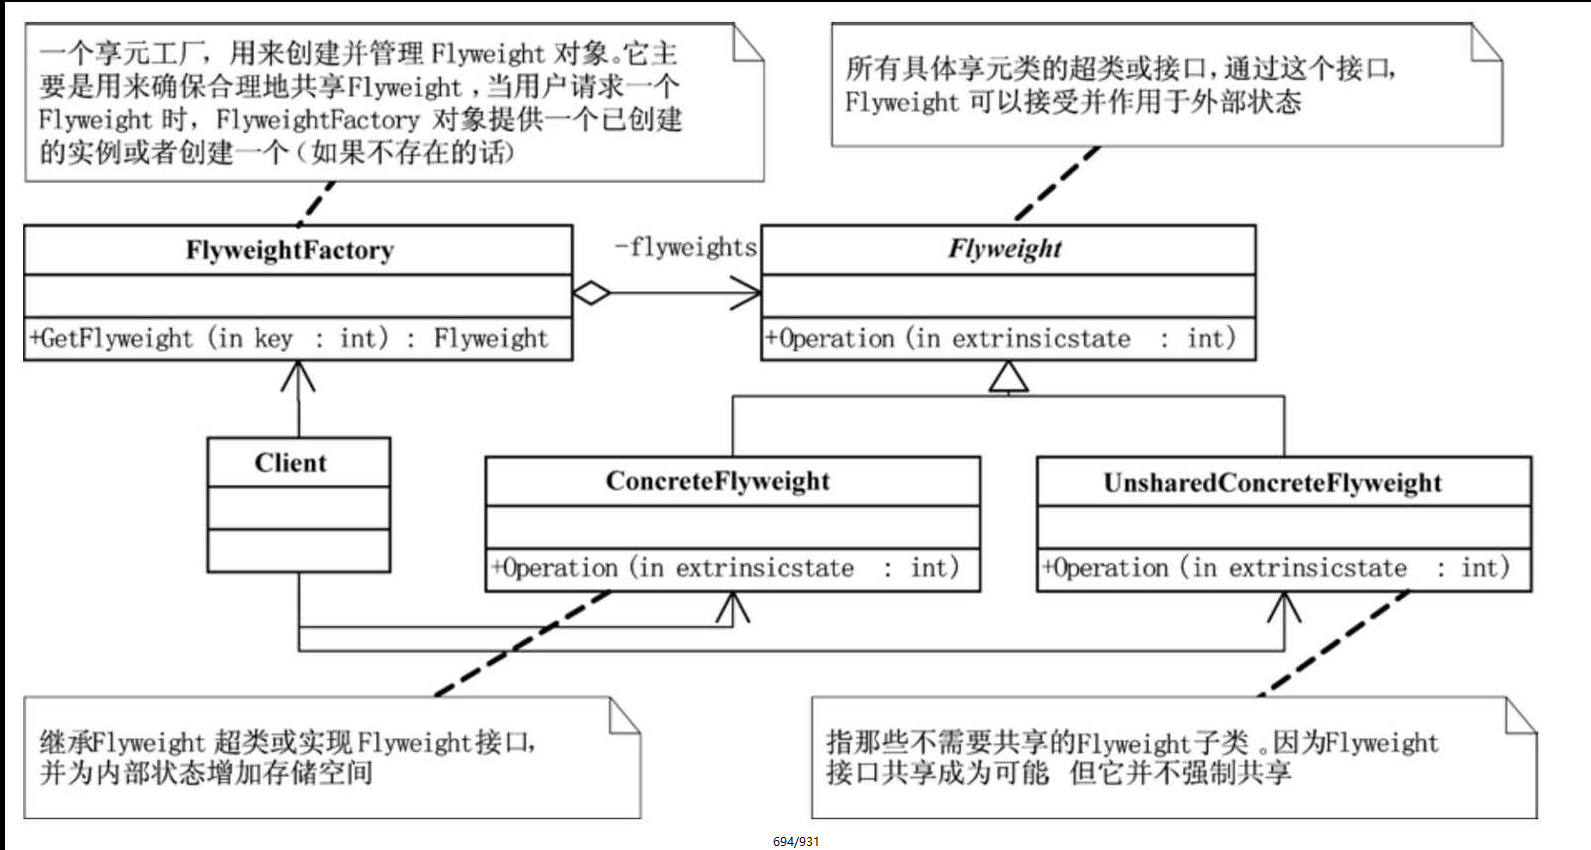 一个享元工厂，用来创建并管理 Flyweight 对象。它主
要是用来确保合理地共享Flyweight，当用户请求一个
Flyweight 时，FlyweightFactory 对象提供一个已创建
的实例或者创建一个（如果不存在的话）
所有具体享元类的超类或接口，通过这个接口，
Flyweight 可以接受并作用于外部状态
FlyweightFactory
-flyweights
Flyweight
+GetFlyweight (in key : int) : Flyweight
+Operation (in extrinsicstate : int)
Client
ConcreteFlyweight
UnsharedConcreteFlyweight
+Operation (in extrinsicstate : int)
+Operation (in extrinsicstate : int)
继承Flyweight 超类或实现 Flyweight接口，
并为内部状态增加存储空间
指那些不需要共享的Flyweight子类 。因为Flyweight
接口共享成为可能 但它并不强制共享
694/931